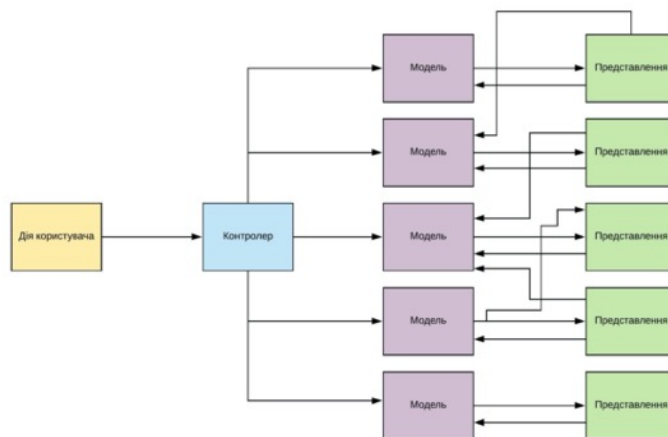 Модель
Представлення
Модель
Представлення
Дія користувача
Контролер
Модель
Представлення
Модель
Представлення
Модель
Представлення